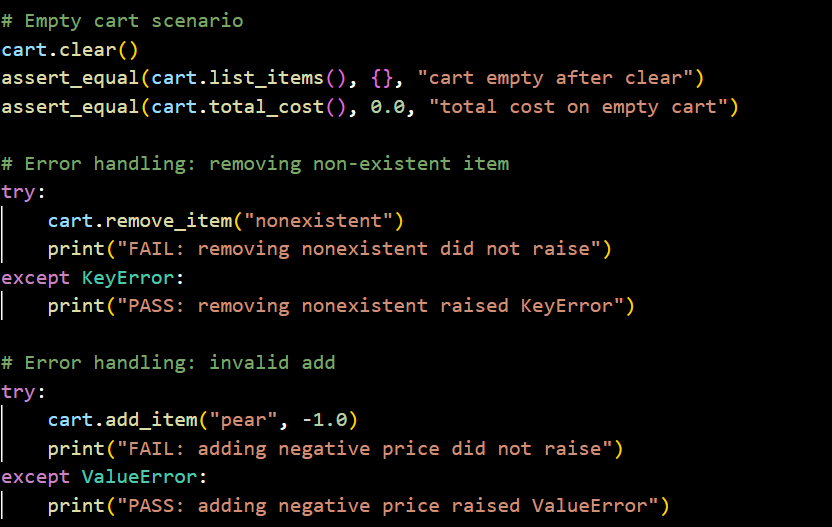 # Empty cart scenario
cart.clear()
assert_equal(cart.list_items(), {}, "cart empty after clear")
assert_equal(cart.total_cost(), 0.0, "total cost on empty cart")

# Error handling: removing non-existent item
try:
    cart.remove_item("nonexistent")
    print("FAIL: removing nonexistent did not raise")
except KeyError:
    print("PASS: removing nonexistent raised KeyError")

# Error handling: invalid add
try:
    cart.add_item("pear", -1.0)
    print("FAIL: adding negative price did not raise")
except ValueError:
    print("PASS: adding negative price raised ValueError")